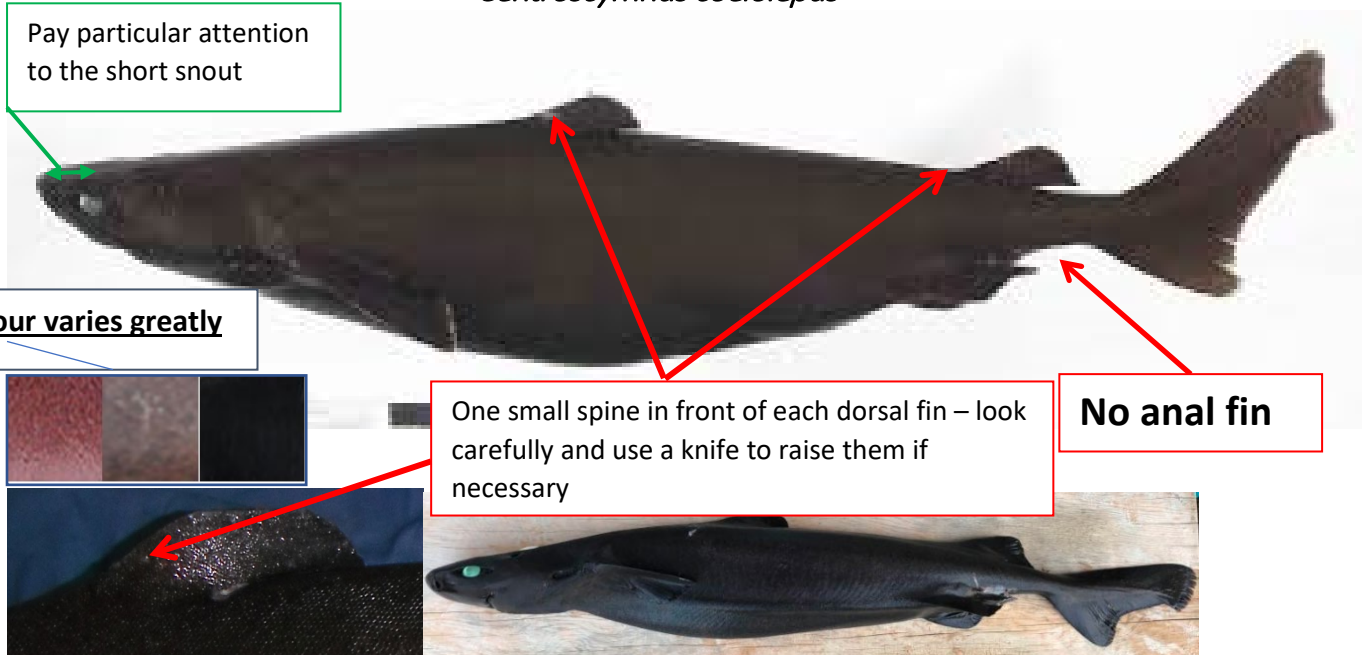 Pay particular attention
to the short snout
our varies greatly
One small spine in front of each dorsal fin – look
carefully and use a knife to raise them if
necessary
No anal fin